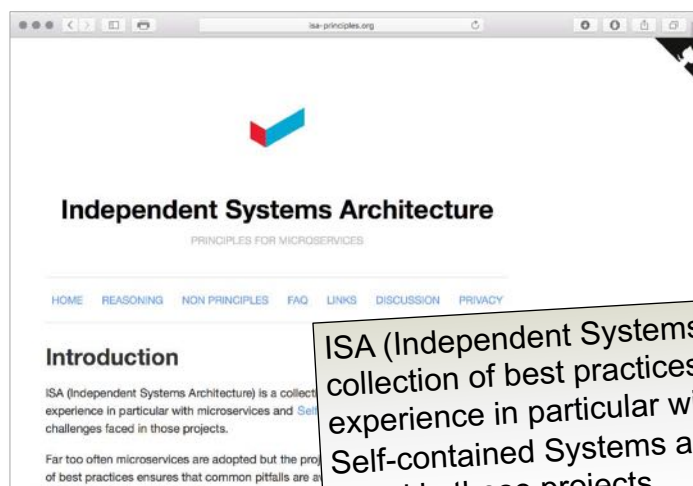 isa-principles.org
Independent Systems Architecture
PRINCIPLES FOR MICROSERVICES
HOME REASONING NON PRINCIPLES FAQ LINKS DISCUSSION PRIVACY
Introduction
ISA (Independent Systems Architecture) is a collect
experience in particular with microservices and Self
challenges faced in those projects.
Far too often microservices are adopted but the proj
of best practices ensures that common pitfalls are a
ISA (Independent Systems
collection of best practices
experience in particular w
Self-contained Systems a
in those projects